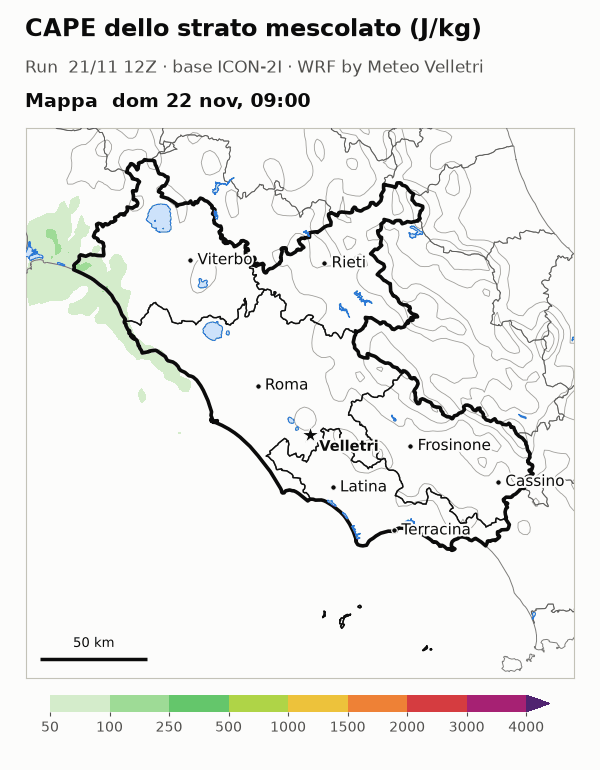 CAPE dello strato mescolato (J/kg)
Run  21/11 12Z · base ICON-2I · WRF by Meteo Velletri
Mappa  dom 22 nov, 09:00
Viterbo
Rieti
Roma
Velletri
Frosinone
Latina
Cassino
Terracina
50 km
50 100 250 500 1000 1500 2000 3000 4000